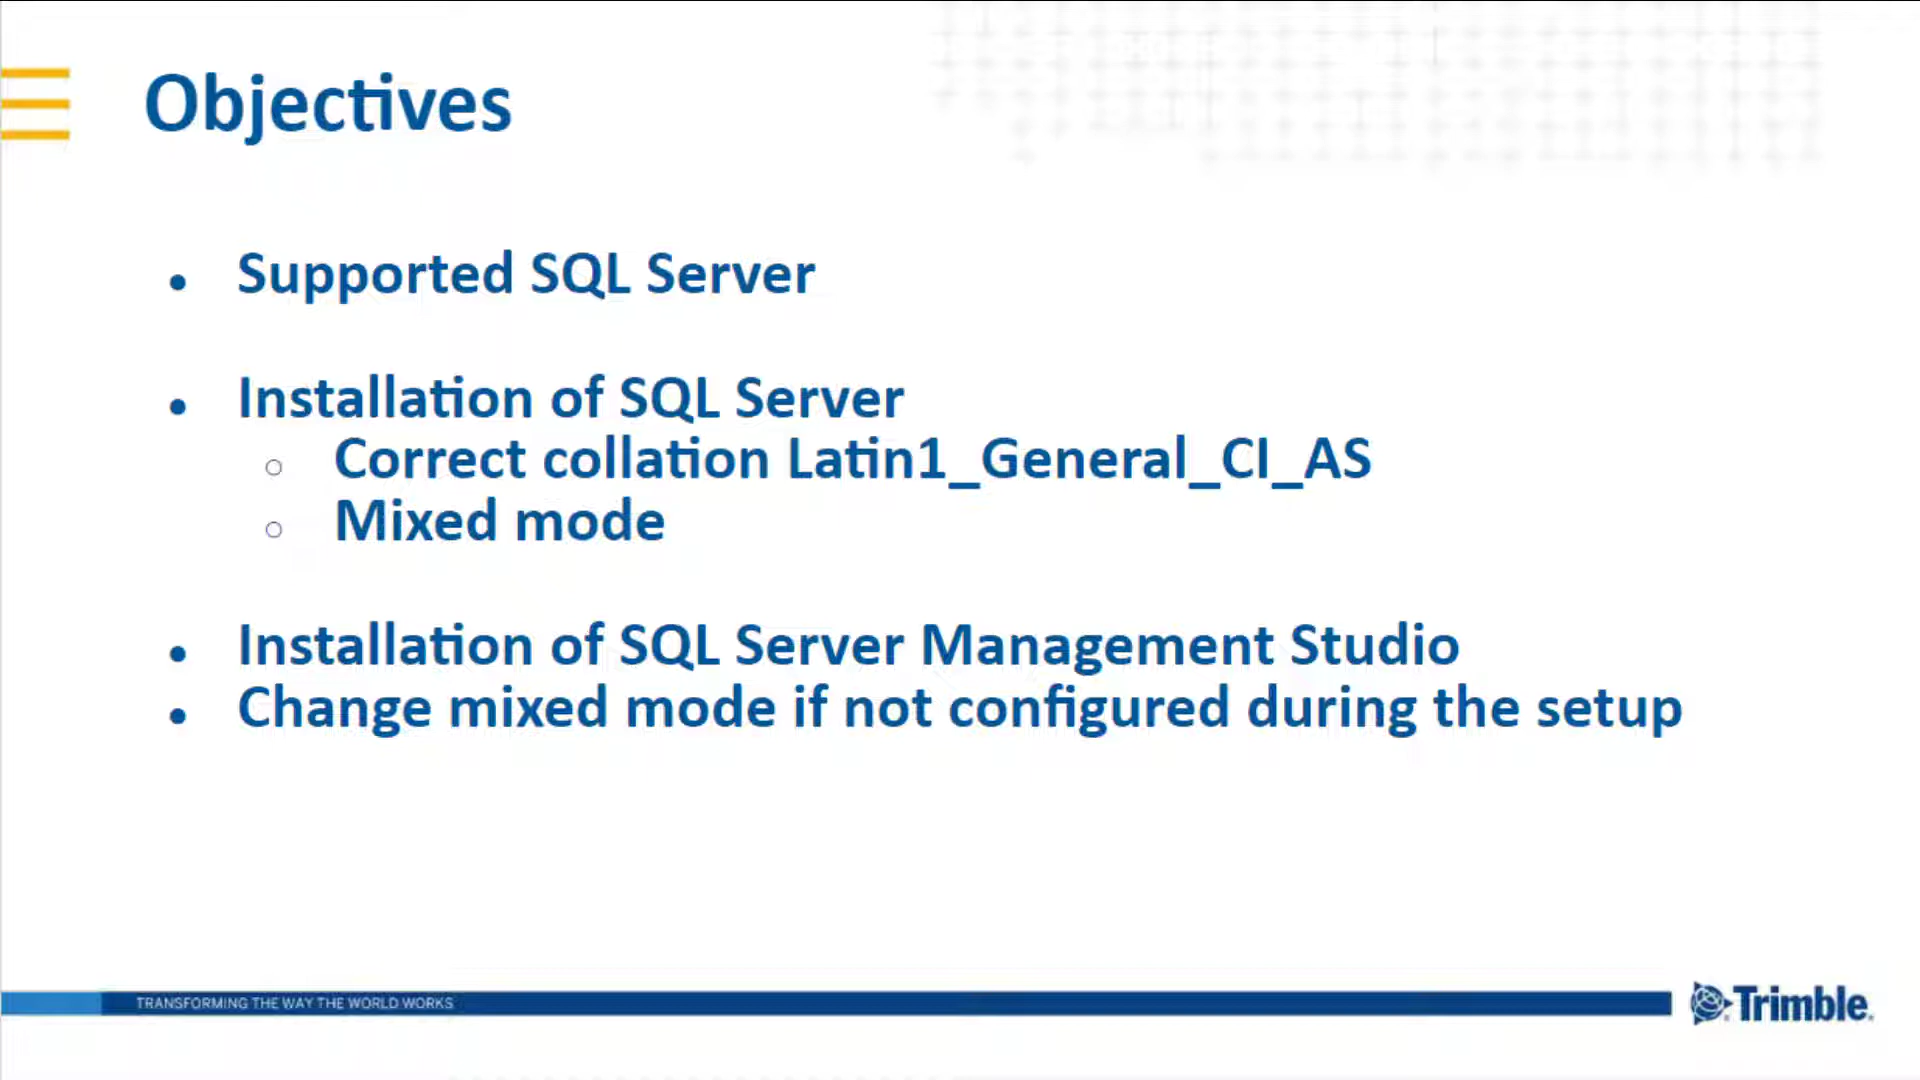 Objectives
• Supported SQL Server
• Installation of SQL Server
○ Correct collation Latin1_General_CI_AS
○ Mixed mode
• Installation of SQL Server Management Studio
• Change mixed mode if not configured during the setup
TRANSFORMING THE WAY THE WORLD WORKS
Trimble